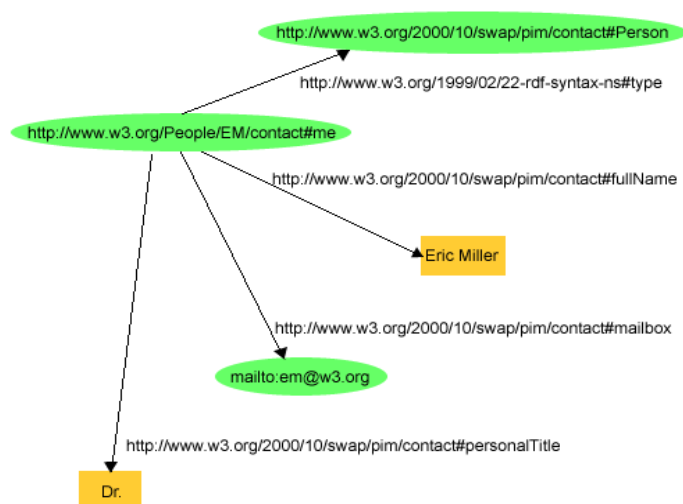 http://www.w3.org/2000/10/swap/pim/contact#Person
http://www.w3.org/1999/02/22-rdf-syntax-ns#type
http://www.w3.org/People/EM/contact#me
http://www.w3.org/2000/10/swap/pim/contact#fullName
Eric Miller
http://www.w3.org/2000/10/swap/pim/contact#mailbox
mailto:em@w3.org
http://www.w3.org/2000/10/swap/pim/contact#personalTitle
Dr.